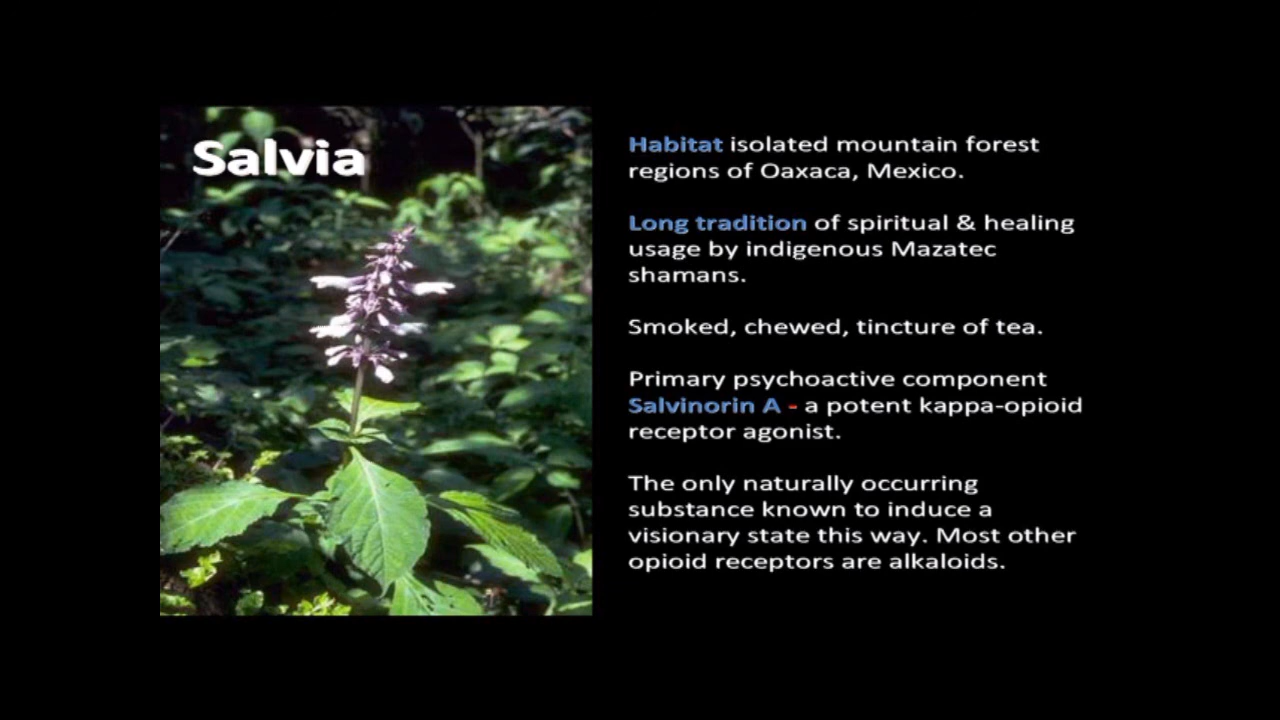 Salvia
Habitat isolated mountain forest
regions of Oaxaca, Mexico.
Long tradition of spiritual & healing
usage by indigenous Mazatec
shamans.
Smoked, chewed, tincture of tea.
Primary psychoactive component
Salvinorin A - a potent kappa-opioid
receptor agonist.
The only naturally occurring
substance known to induce a
visionary state this way. Most other
opioid receptors are alkaloids.